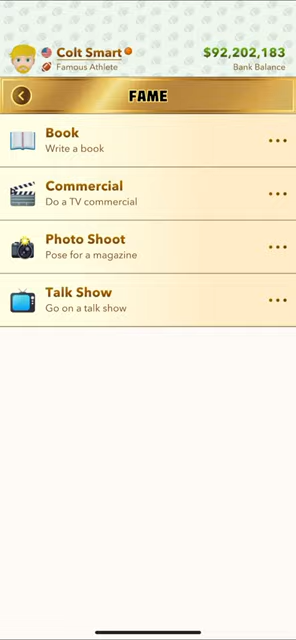 Colt Smart
$92,202,183
Famous Athlete
Bank Balance
FAME
Book
Write a book
Commercial
Do a TV commercial
Photo Shoot
Pose for a magazine
Talk Show
Go on a talk show